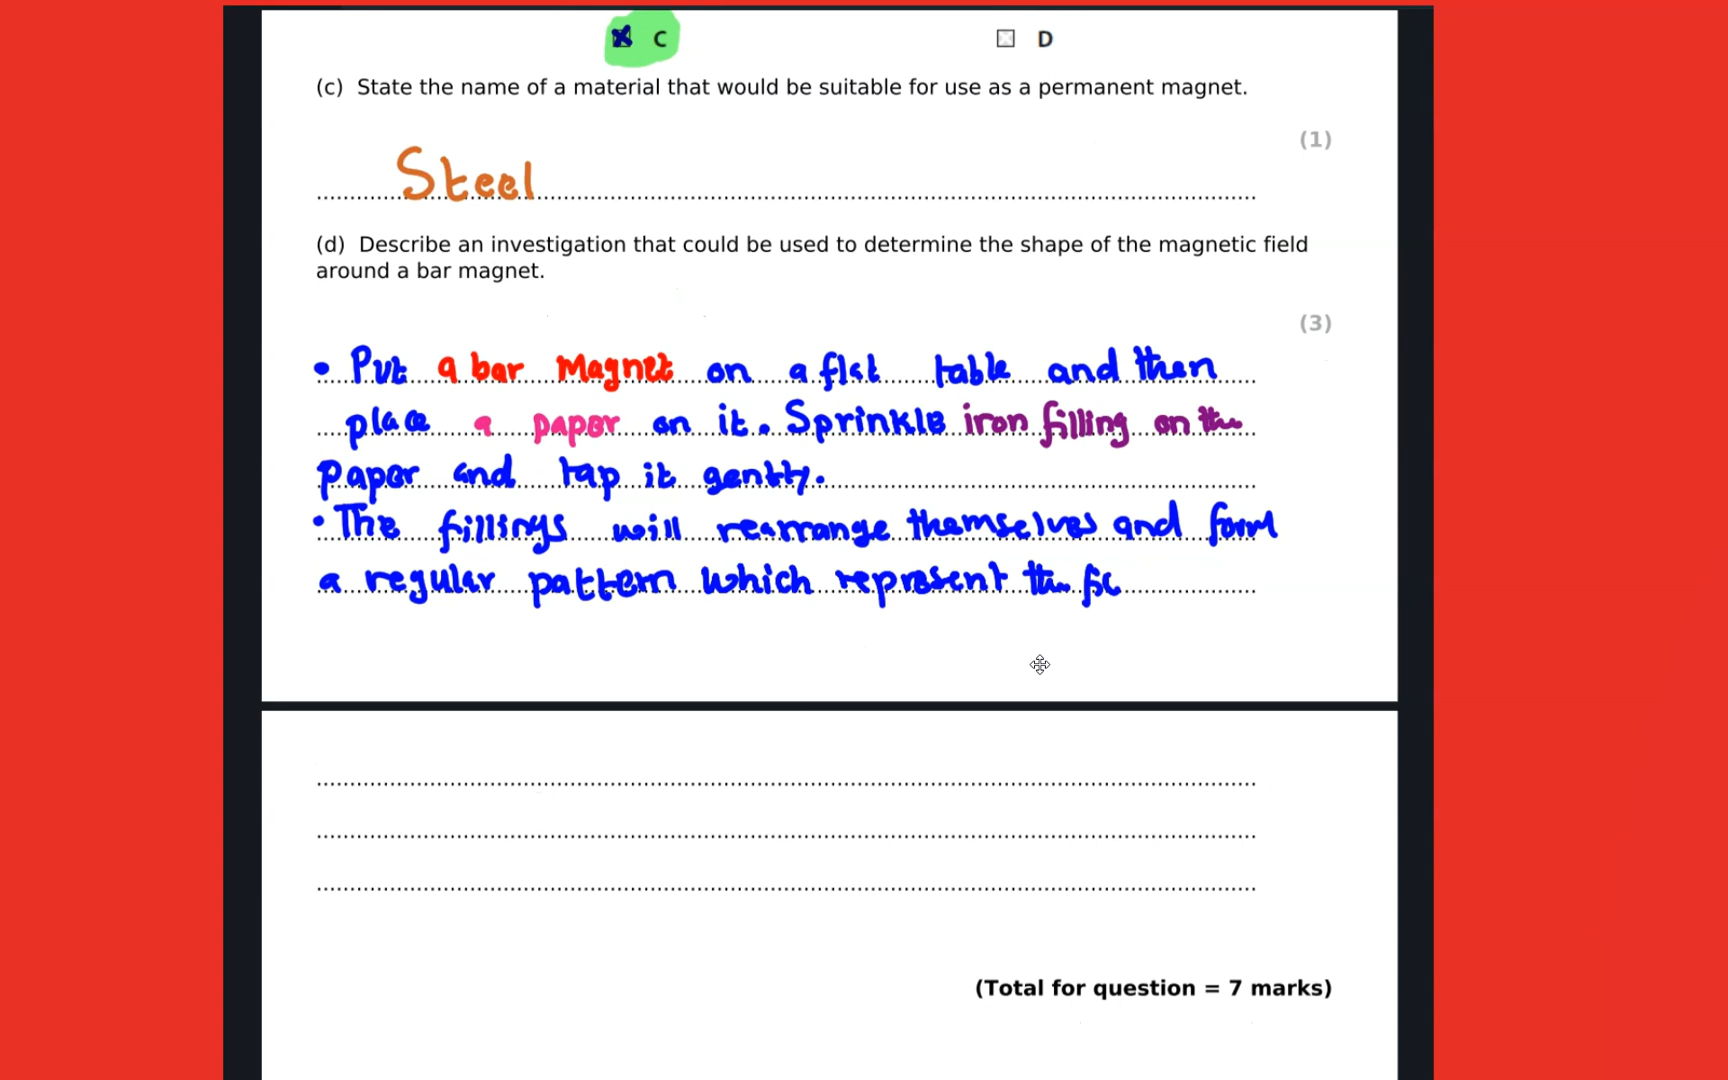 C D
(c) State the name of a material that would be suitable for use as a permanent magnet.
(1)
Steel
(d) Describe an investigation that could be used to determine the shape of the magnetic field
around a bar magnet.
(3)
• Put a bar Magnet on a flat table and then
place a paper on it. Sprinkle iron filling on the
paper and tap it gently.
• The fillings will rearrange themselves and form
a regular pattern which represent the fi
(Total for question = 7 marks)